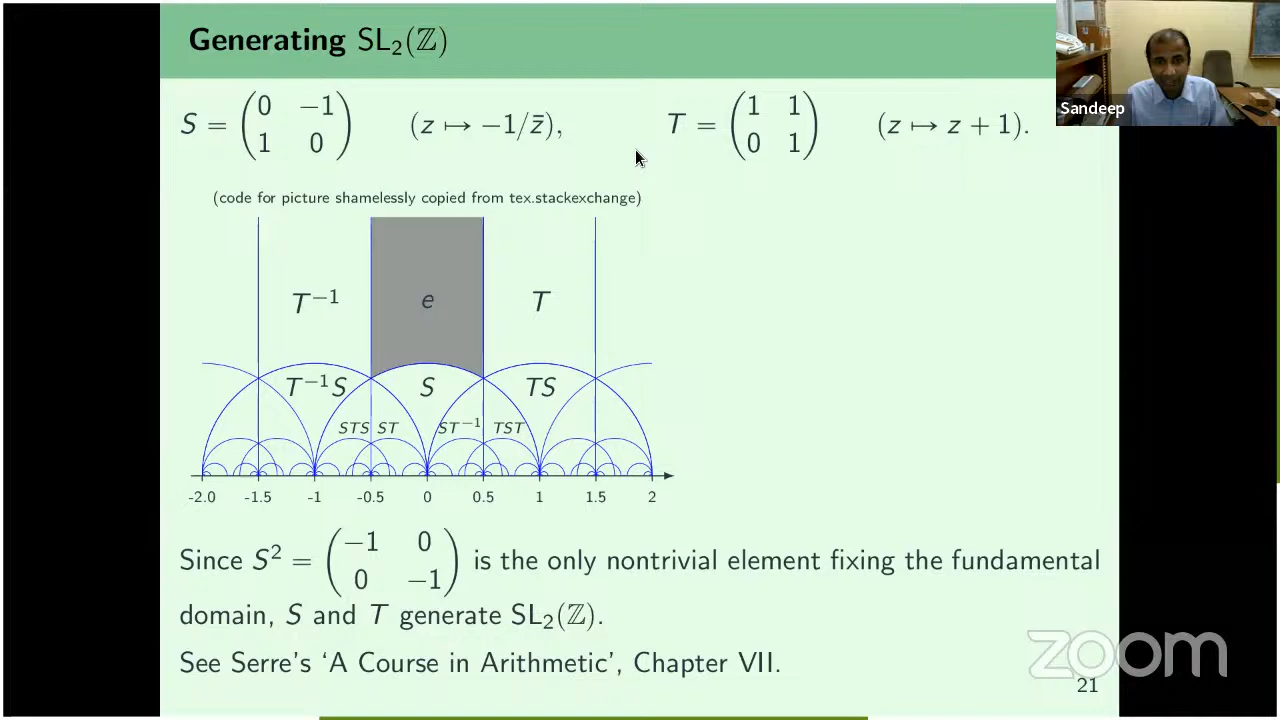 Generating SL₂(ℤ)
Sandeep
S = (0 −1 1 0) (z ↦ −1/z̄), T = (1 1 0 1) (z ↦ z + 1).
(code for picture shamelessly copied from tex.stackexchange)
T⁻¹ e T
T⁻¹S S TS
STS ST ST⁻¹ TST
-2.0 -1.5 -1 -0.5 0 0.5 1 1.5 2
Since S² = (−1 0 0 −1) is the only nontrivial element fixing the fundamental
domain, S and T generate SL₂(ℤ).
See Serre's ‘A Course in Arithmetic’, Chapter VII.
zoom
21